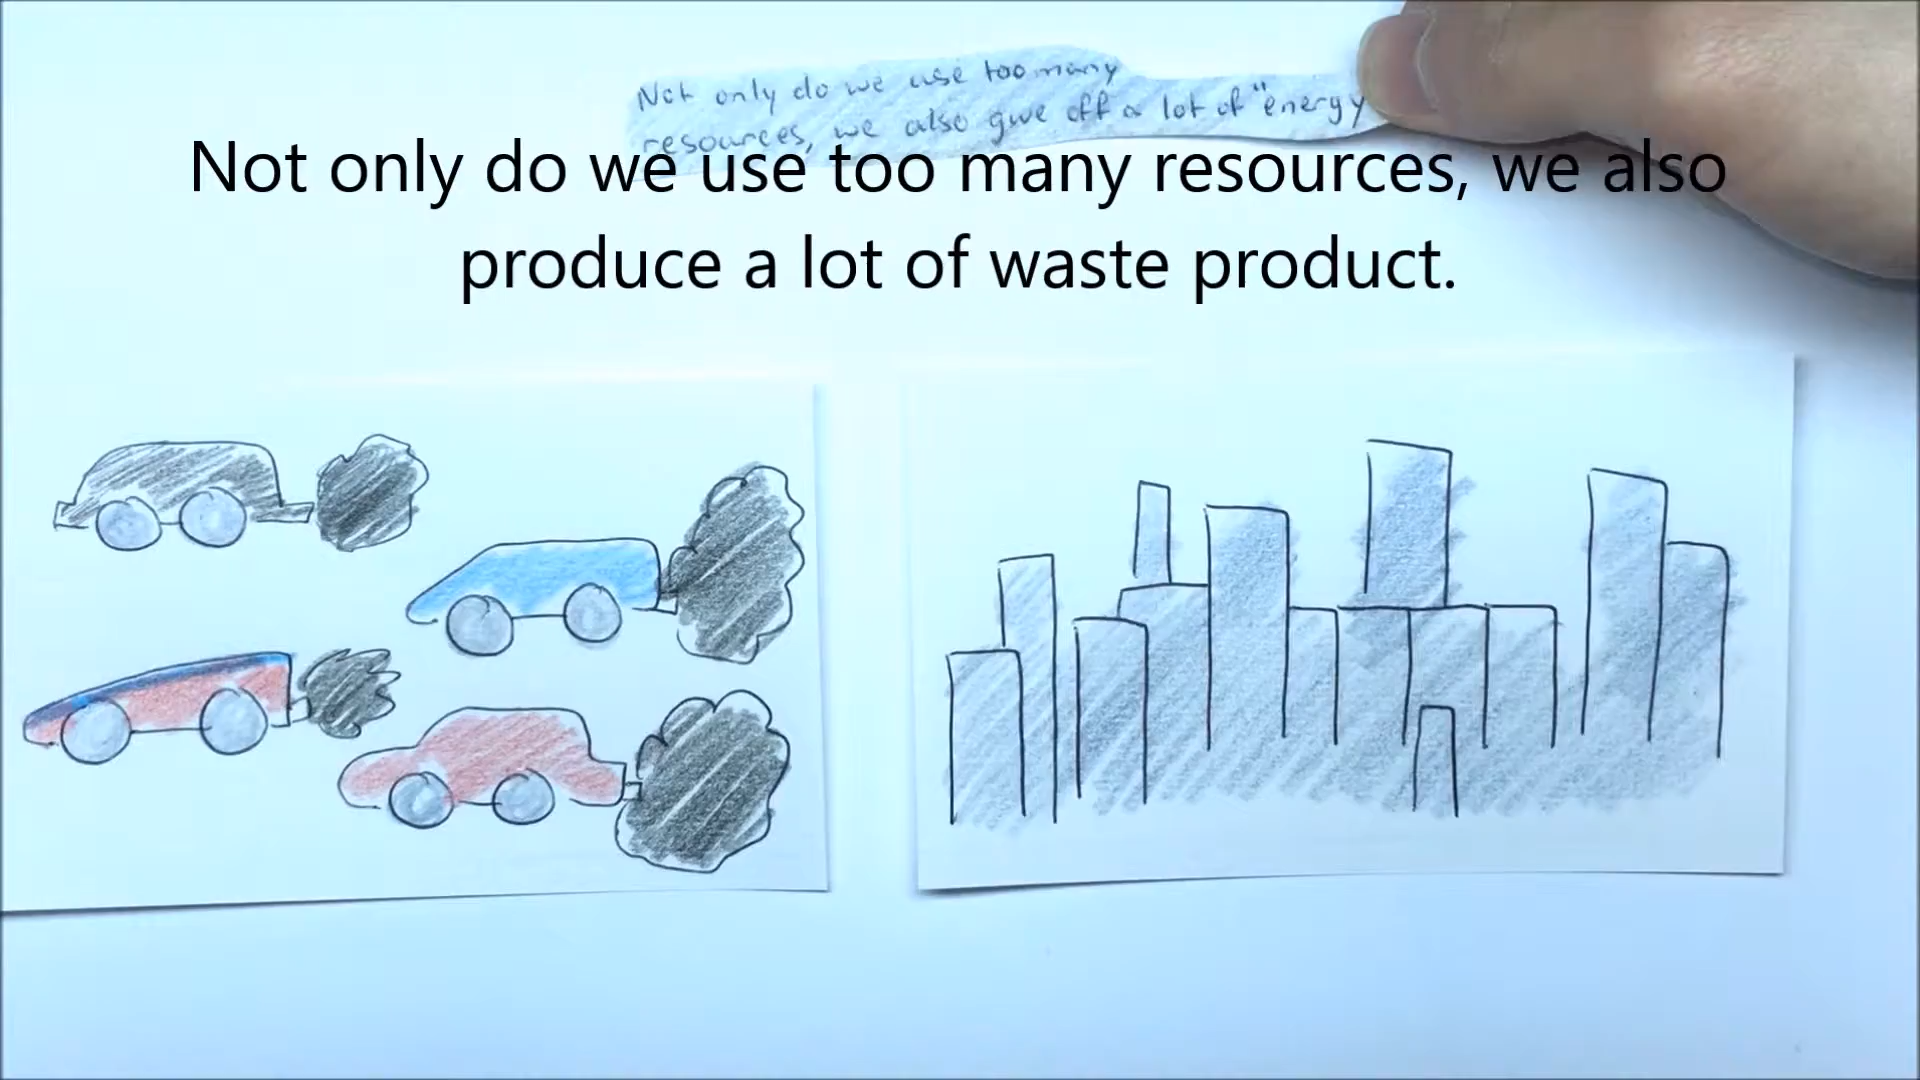 Not only do we use too many
resources, we also give off a lot of "energy
Not only do we use too many resources, we also
produce a lot of waste product.